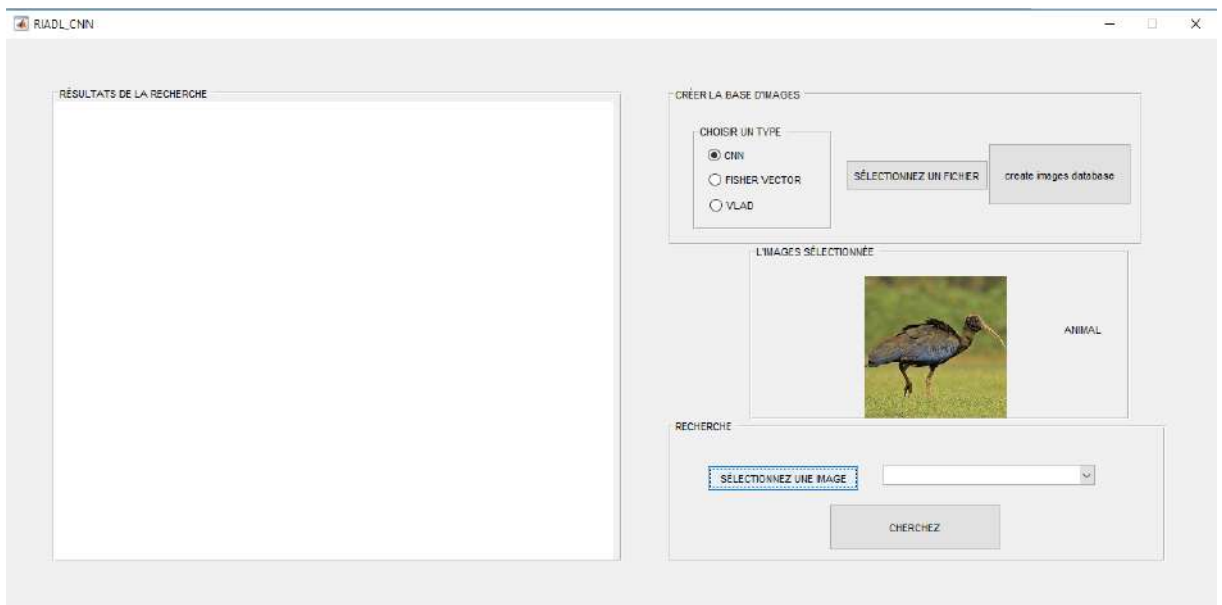 RIADL_CNN
RÉSULTATS DE LA RECHERCHE
CRÉER LA BASE D'IMAGES
CHOISIR UN TYPE
CNN
FISHER VECTOR
VLAD
SÉLECTIONNEZ UN FICHIER
create images database
L'IMAGES SÉLECTIONNÉE
ANIMAL
RECHERCHE
SÉLECTIONNEZ UNE IMAGE
CHERCHEZ